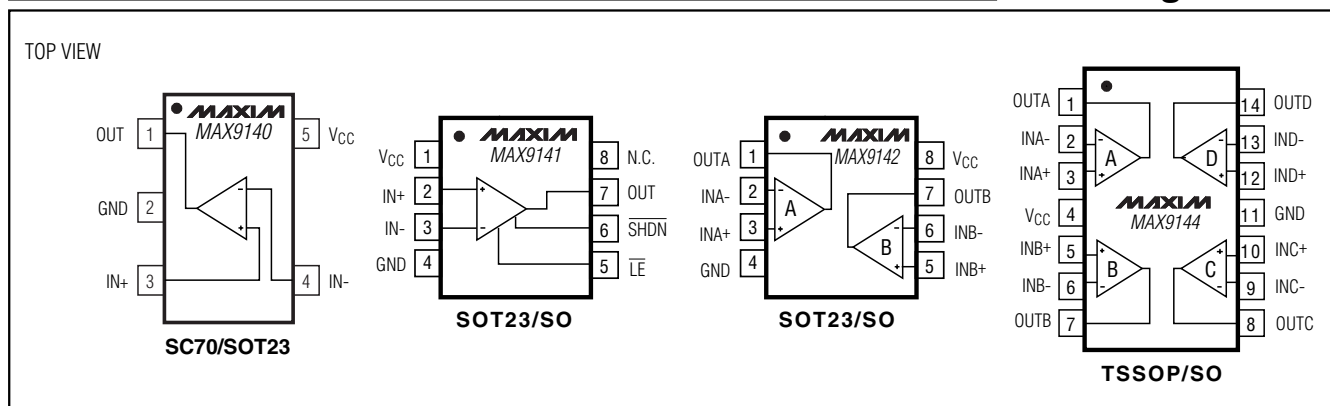 TOP VIEW
MAXIM
MAX9140
OUT 1
GND 2
IN+ 3
5 VCC
4 IN-
-
+
SC70/SOT23
MAXIM
MAX9141
VCC 1
IN+ 2
IN- 3
GND 4
8 N.C.
7 OUT
6 SHDN
5 LE
+
-
SOT23/SO
MAXIM
MAX9142
OUTA 1
INA- 2
INA+ 3
GND 4
8 VCC
7 OUTB
6 INB-
5 INB+
- A +
- B +
SOT23/SO
MAXIM
MAX9144
OUTA 1
INA- 2
INA+ 3
VCC 4
INB+ 5
INB- 6
OUTB 7
14 OUTD
13 IND-
12 IND+
11 GND
10 INC+
9 INC-
8 OUTC
- A +
- D +
+ B -
+ C -
TSSOP/SO